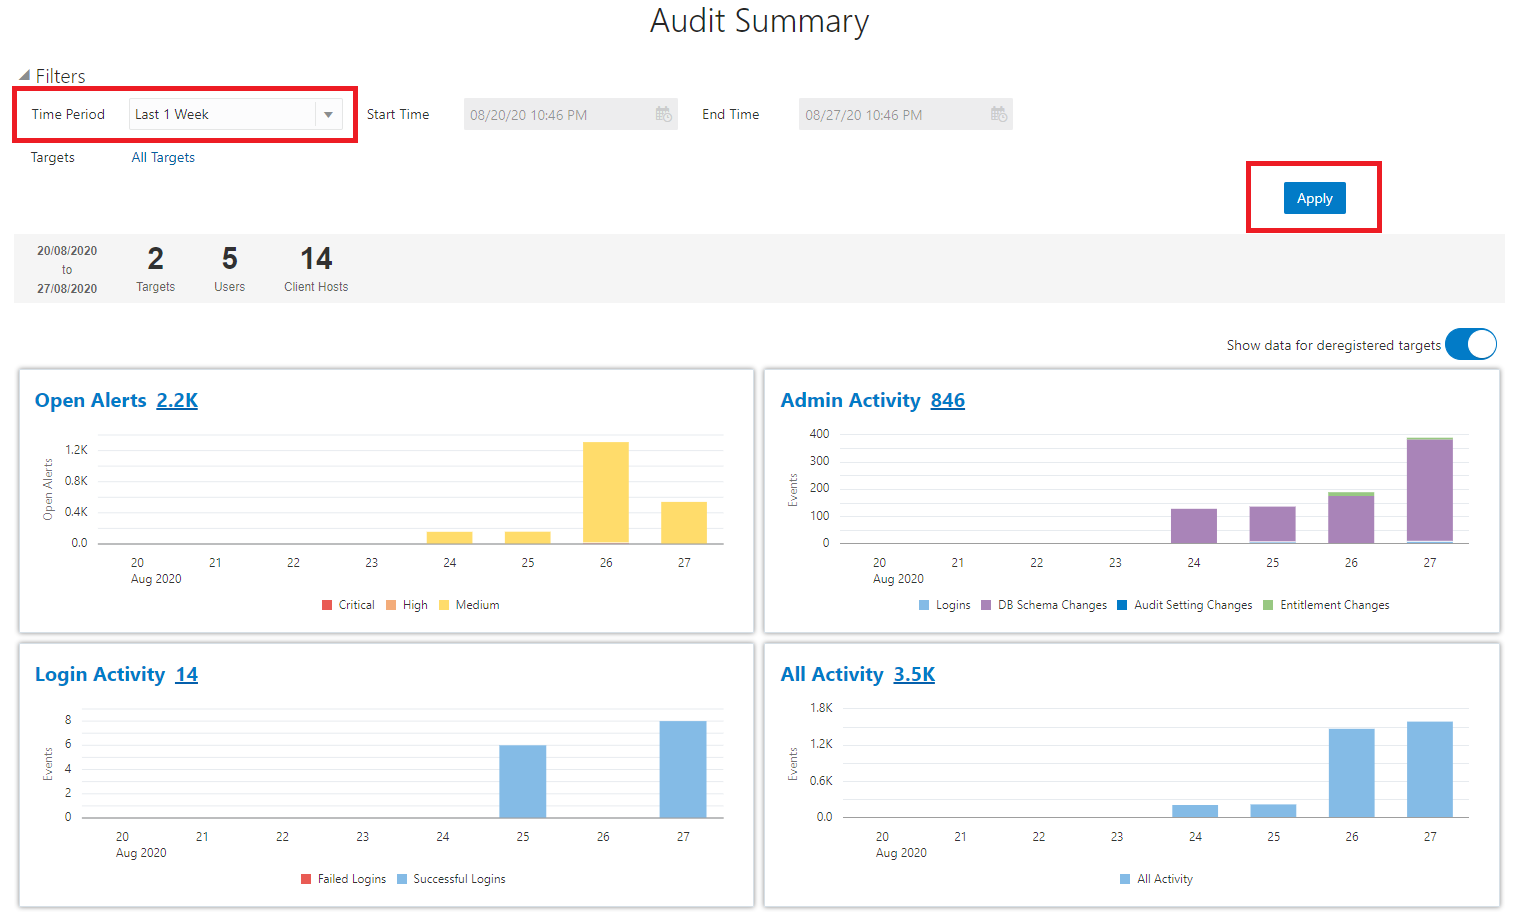 Audit Summary
Filters
Time Period Last 1 Week Start Time 08/20/20 10:46 PM End Time 08/27/20 10:46 PM
Targets All Targets
Apply
20/08/2020
to
27/08/2020
2 5 14
Targets Users Client Hosts
Show data for deregistered targets
Open Alerts 2.2K
Open Alerts
1.2K
0.8K
0.4K
0.0
20 21 22 23 24 25 26 27
Aug 2020
Critical High Medium
Admin Activity 846
Events
400
300
200
100
0
20 21 22 23 24 25 26 27
Aug 2020
Logins DB Schema Changes Audit Setting Changes Entitlement Changes
Login Activity 14
Events
8
6
4
2
0
20 21 22 23 24 25 26 27
Aug 2020
Failed Logins Successful Logins
All Activity 3.5K
Events
1.8K
1.2K
0.6K
0.0
20 21 22 23 24 25 26 27
Aug 2020
All Activity